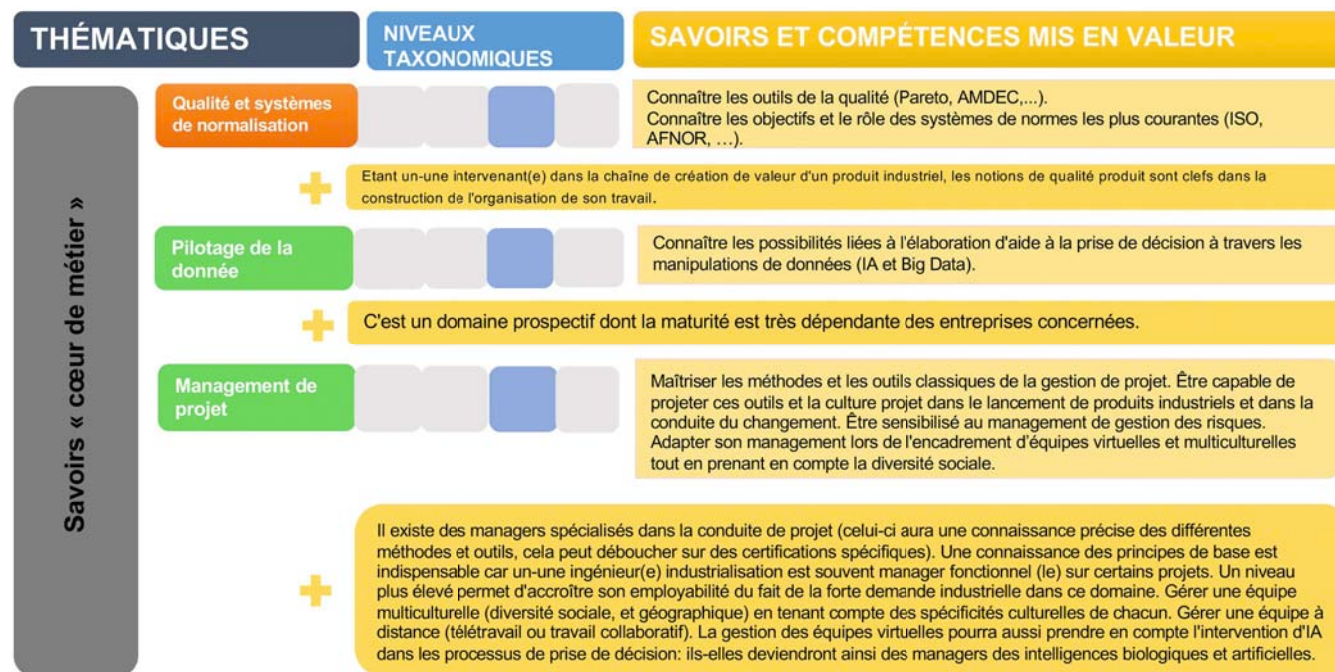 THÉMATIQUES
NIVEAUX
TAXONOMIQUES
SAVOIRS ET COMPÉTENCES MIS EN VALEUR
Savoirs « cœur de métier »
Qualité et systèmes
de normalisation
Connaître les outils de la qualité (Pareto, AMDEC,...).
Connaître les objectifs et le rôle des systèmes de normes les plus courantes (ISO,
AFNOR, …).
Etant un-une intervenant(e) dans la chaîne de création de valeur d'un produit industriel, les notions de qualité produit sont clefs dans la
construction de l'organisation de son travail.
Pilotage de la
donnée
Connaître les possibilités liées à l'élaboration d'aide à la prise de décision à travers les
manipulations de données (IA et Big Data).
C'est un domaine prospectif dont la maturité est très dépendante des entreprises concernées.
Management de
projet
Maîtriser les méthodes et les outils classiques de la gestion de projet. Être capable de
projeter ces outils et la culture projet dans le lancement de produits industriels et dans la
conduite du changement. Être sensibilisé au management de gestion des risques.
Adapter son management lors de l'encadrement d'équipes virtuelles et multiculturelles
tout en prenant en compte la diversité sociale.
Il existe des managers spécialisés dans la conduite de projet (celui-ci aura une connaissance précise des différentes
méthodes et outils, cela peut déboucher sur des certifications spécifiques). Une connaissance des principes de base est
indispensable car un-une ingénieur(e) industrialisation est souvent manager fonctionnel (le) sur certains projets. Un niveau
plus élevé permet d'accroître son employabilité du fait de la forte demande industrielle dans ce domaine. Gérer une équipe
multiculturelle (diversité sociale, et géographique) en tenant compte des spécificités culturelles de chacun. Gérer une équipe à
distance (télétravail ou travail collaboratif). La gestion des équipes virtuelles pourra aussi prendre en compte l'intervention d'IA
dans les processus de prise de décision: ils-elles deviendront ainsi des managers des intelligences biologiques et artificielles.